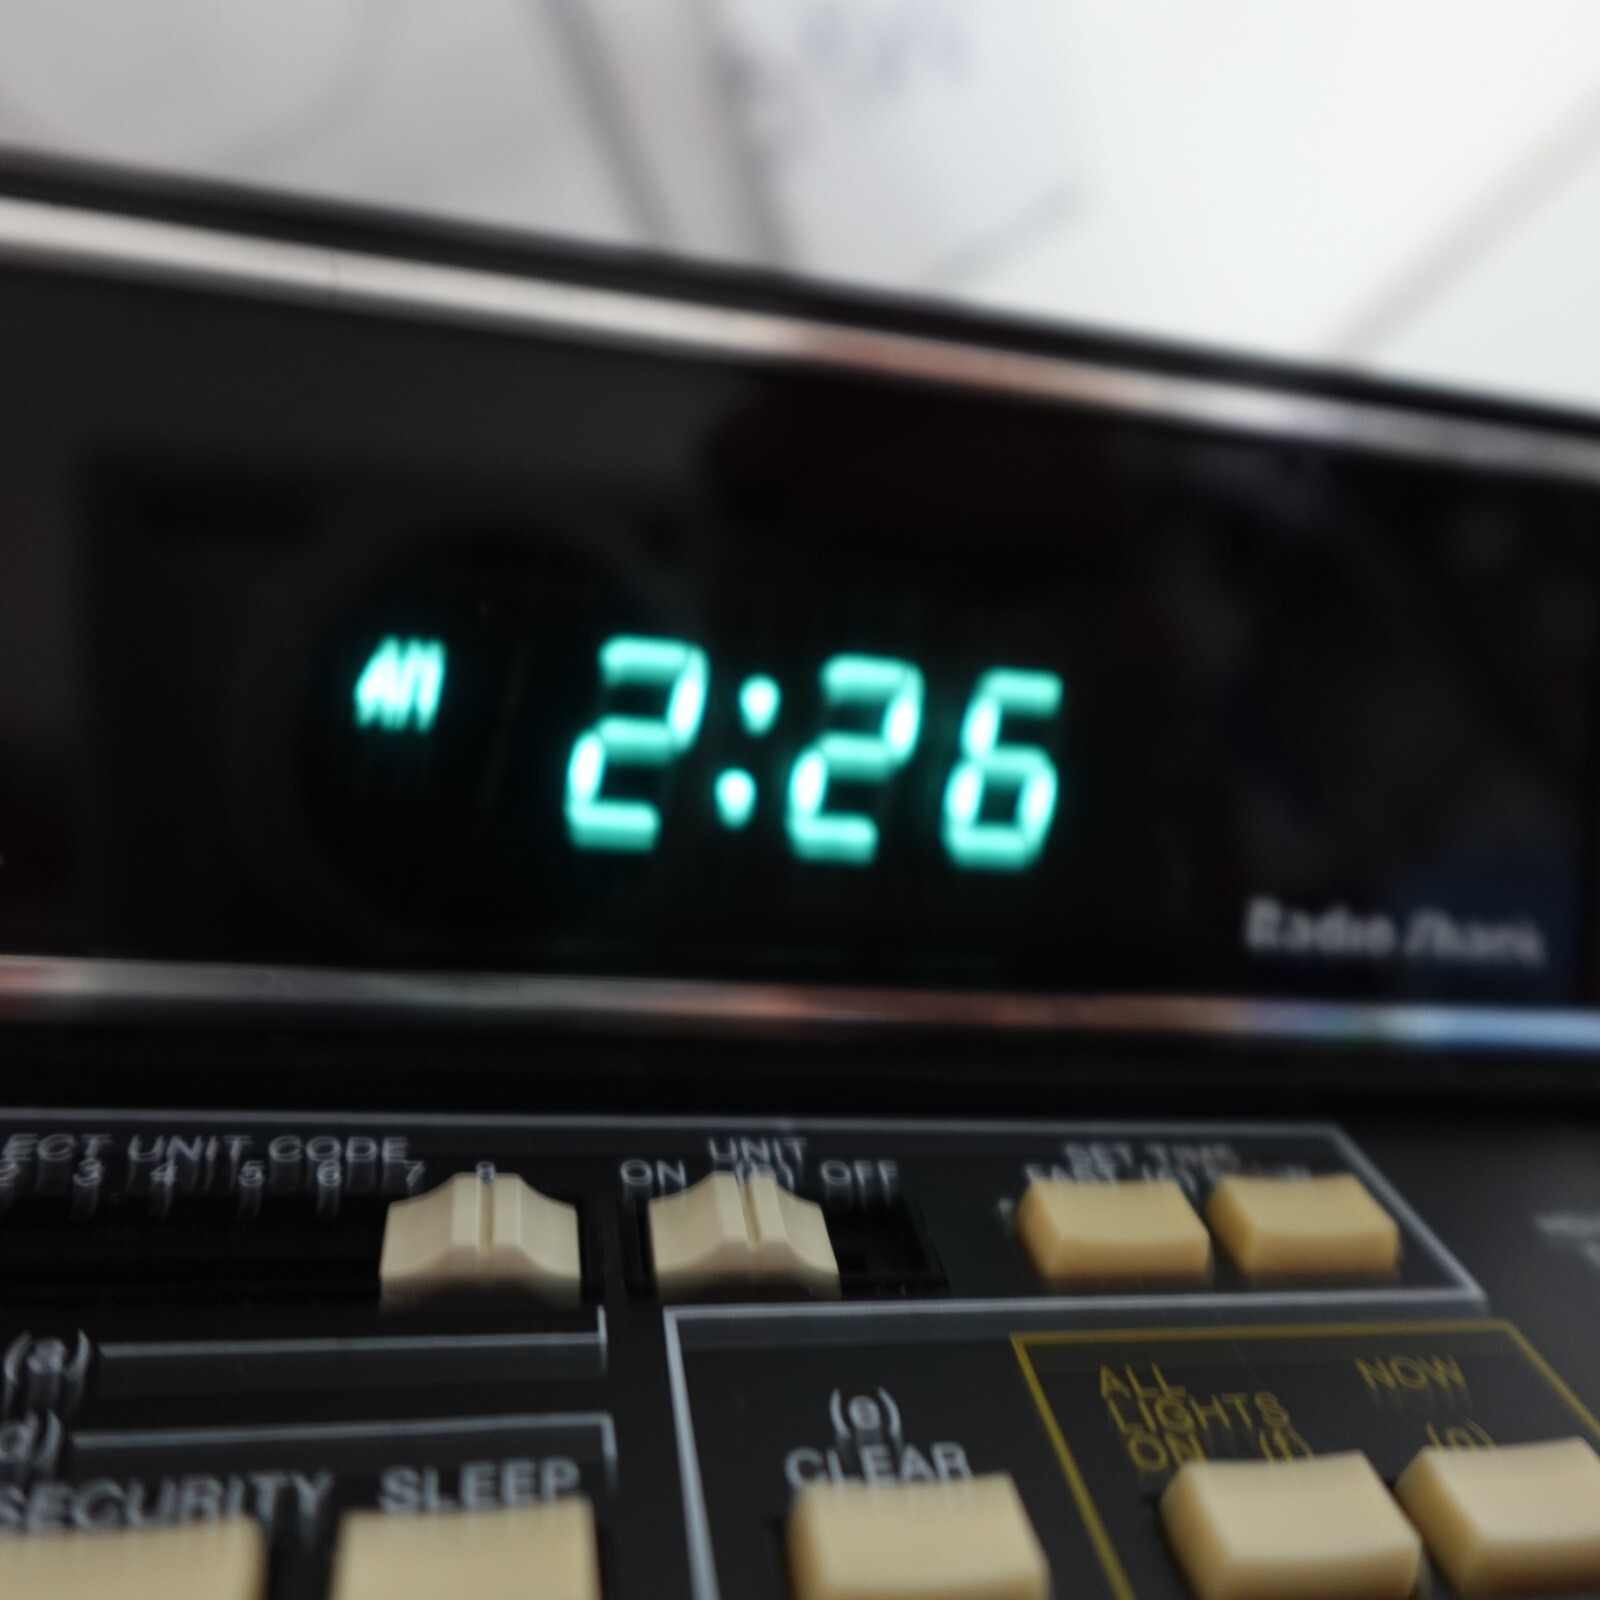 AM 2:26
Radio Shack
ECT UNIT CODE
2 3 4 5 6 7 8
UNIT
ON (B) OFF
SET TIME
FAST
(a)
d)
SECURITY SLEEP
(e)
CLEAR
ALL
LIGHTS
ON (f)
NOW